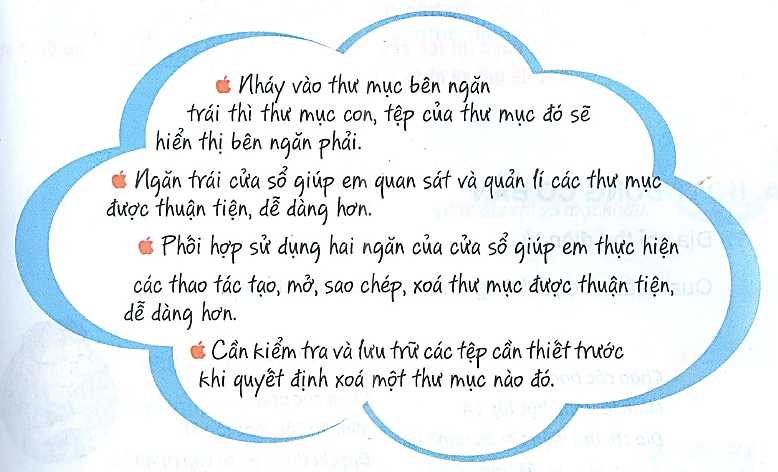 Nháy vào thư mục bên ngăn
trái thì thư mục con, tệp của thư mục đó sẽ
hiển thị bên ngăn phải.
Ngăn trái cửa sổ giúp em quan sát và quản lí các thư mục
được thuận tiện, dễ dàng hơn.
Phối hợp sử dụng hai ngăn của cửa sổ giúp em thực hiện
các thao tác tạo, mở, sao chép, xoá thư mục được thuận tiện,
dễ dàng hơn.
Cần kiểm tra và lưu trữ các tệp cần thiết trước
khi quyết định xoá một thư mục nào đó.